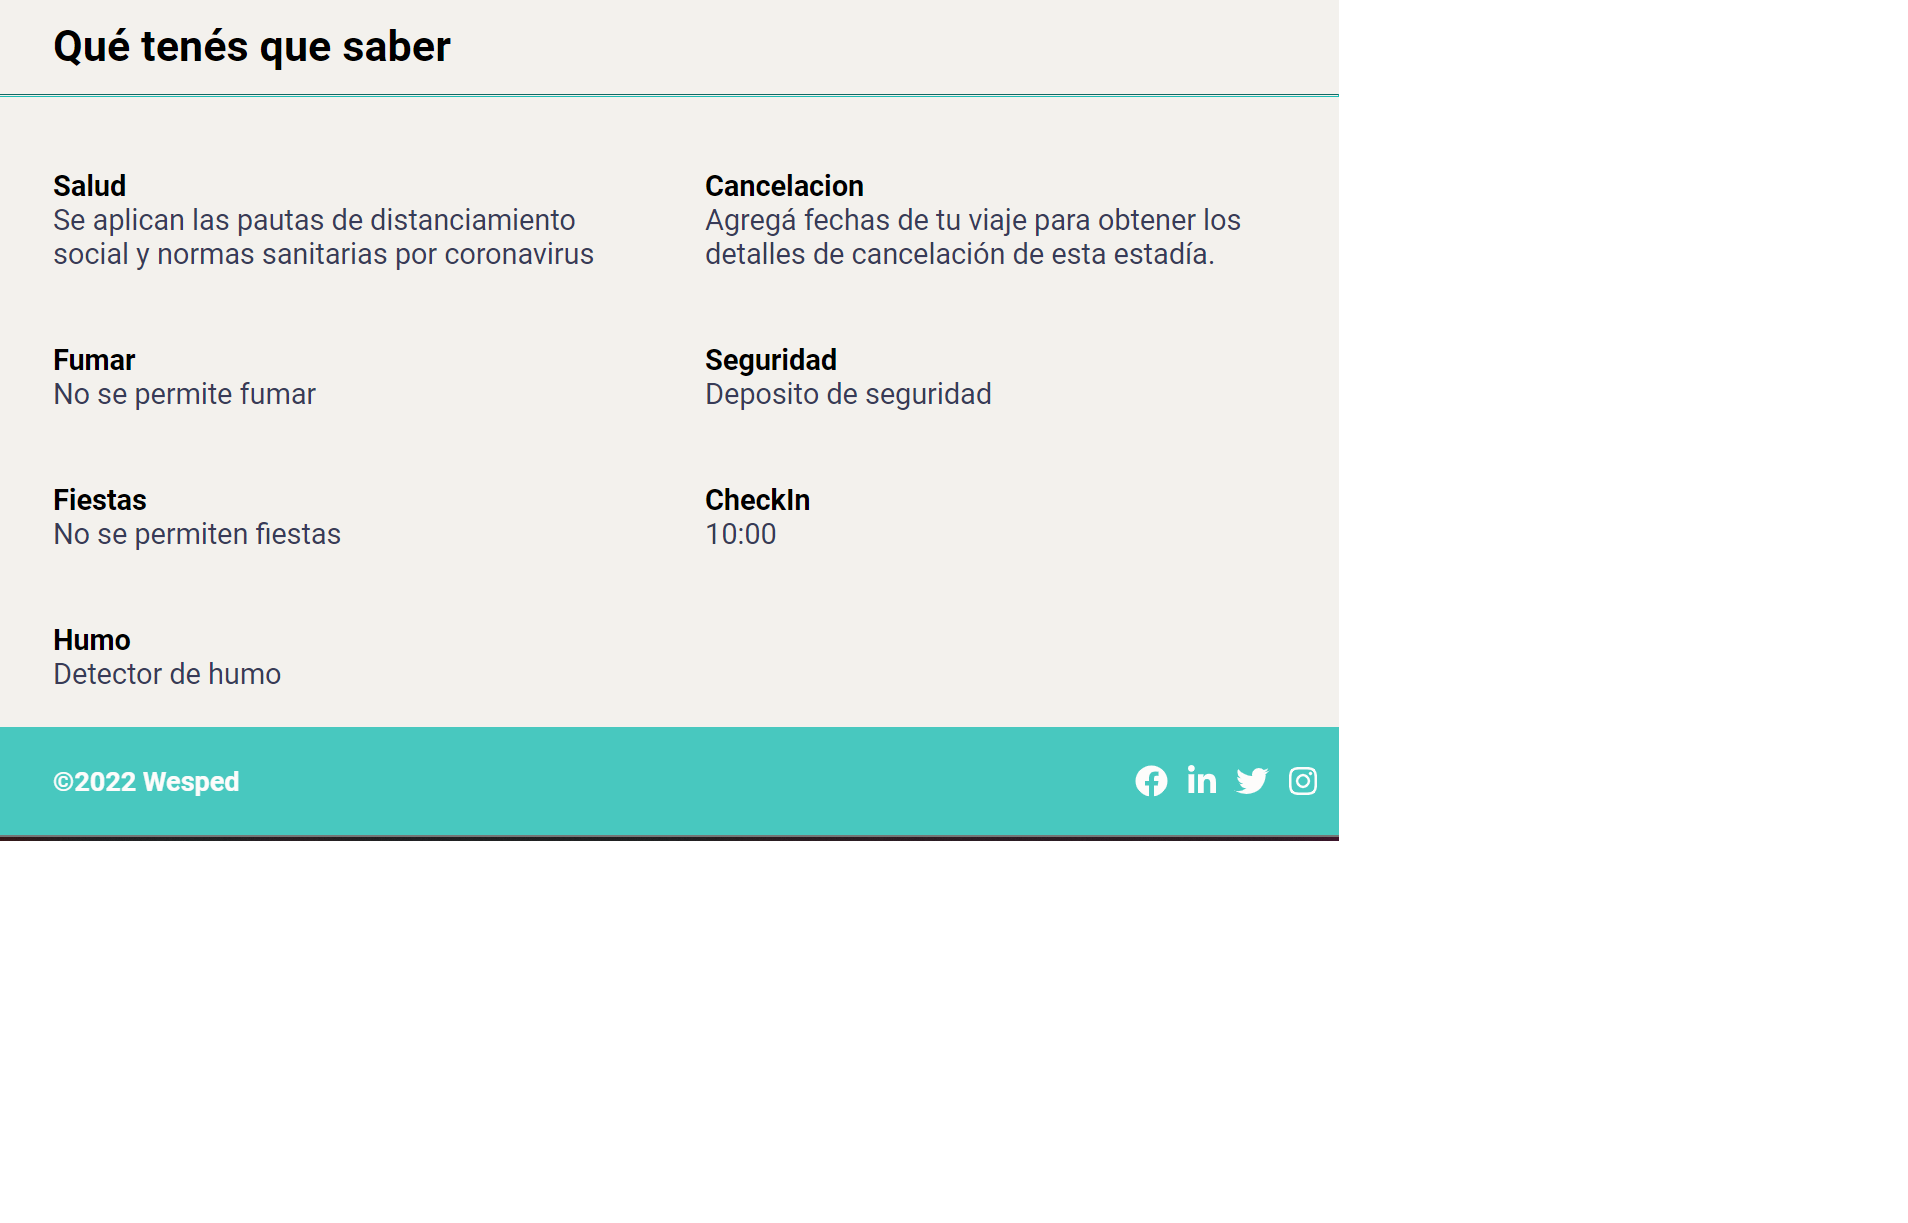 Qué tenés que saber
Salud
Se aplican las pautas de distanciamiento
social y normas sanitarias por coronavirus
Cancelacion
Agregá fechas de tu viaje para obtener los
detalles de cancelación de esta estadía.
Fumar
No se permite fumar
Seguridad
Deposito de seguridad
Fiestas
No se permiten fiestas
CheckIn
10:00
Humo
Detector de humo
©2022 Wesped